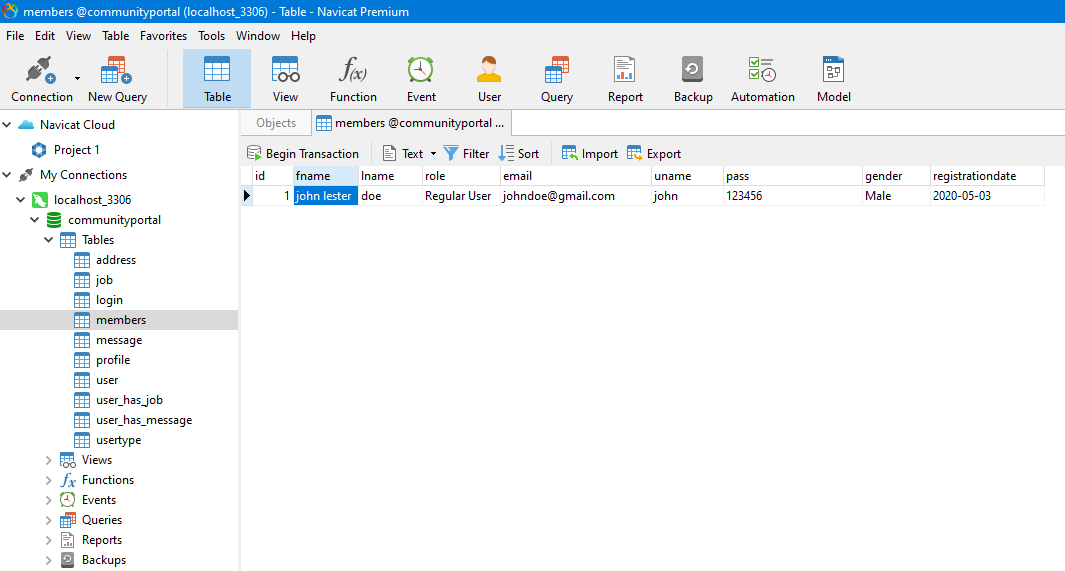 members @communityportal (localhost_3306) - Table - Navicat Premium
File Edit View Table Favorites Tools Window Help
Connection New Query Table View Function Event User Query Report Backup Automation Model
Navicat Cloud
Project 1
My Connections
localhost_3306
communityportal
Tables
address
job
login
members
message
profile
user
user_has_job
user_has_message
usertype
Views
Functions
Events
Queries
Reports
Backups
Objects members @communityportal ...
Begin Transaction Text Filter Sort Import Export
id fname lname role email uname pass gender registrationdate
1 john lester doe Regular User johndoe@gmail.com john 123456 Male 2020-05-03